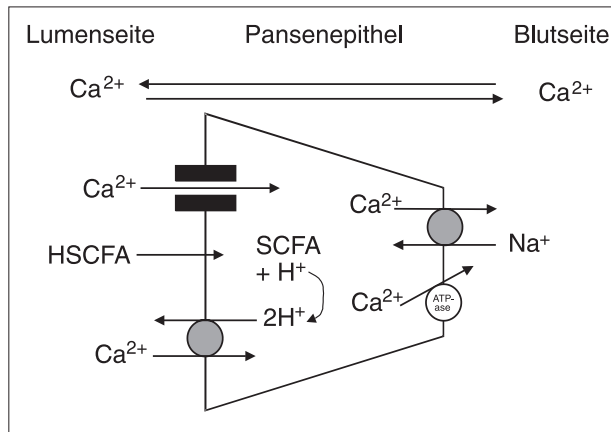 Lumenseite Pansenepithel Blutseite
Ca²⁺ Ca²⁺
Ca²⁺ Ca²⁺
HSCFA SCFA Na⁺
+ H⁺
2H⁺ Ca²⁺ ATP-
ase
Ca²⁺